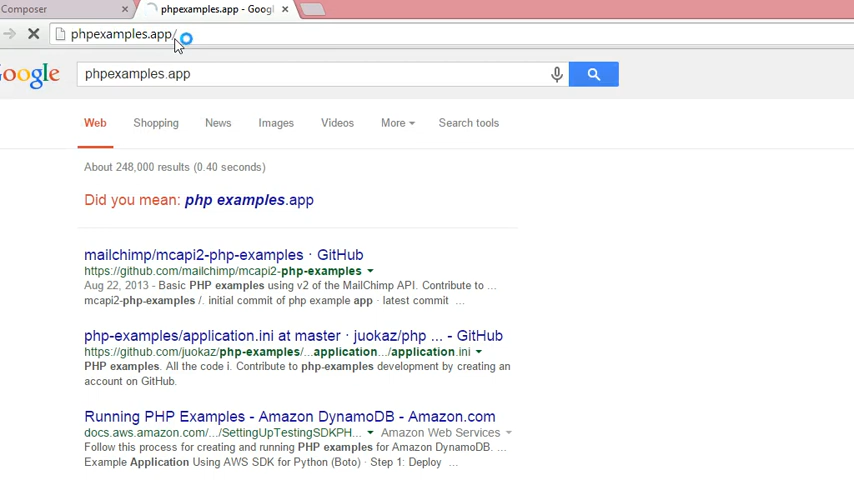 Composer
phpexamples.app - Googl
phpexamples.app/
oogle
phpexamples.app
Web Shopping News Images Videos More Search tools
About 248,000 results (0.40 seconds)
Did you mean: php examples.app
mailchimp/mcapi2-php-examples · GitHub
https://github.com/mailchimp/mcapi2-php-examples
Aug 22, 2013 - Basic PHP examples using v2 of the MailChimp API. Contribute to ...
mcapi2-php-examples /. initial commit of php example app · latest commit ...
php-examples/application.ini at master · juokaz/php ... - GitHub
https://github.com/juokaz/php-examples/...application.../application.ini
PHP examples. All the code i. Contribute to php-examples development by creating an
account on GitHub.
Running PHP Examples - Amazon DynamoDB - Amazon.com
docs.aws.amazon.com/.../SettingUpTestingSDKPH... Amazon Web Services
Follow this process for creating and running PHP examples for Amazon DynamoDB. ...
Example Application Using AWS SDK for Python (Boto) · Step 1: Deploy ...